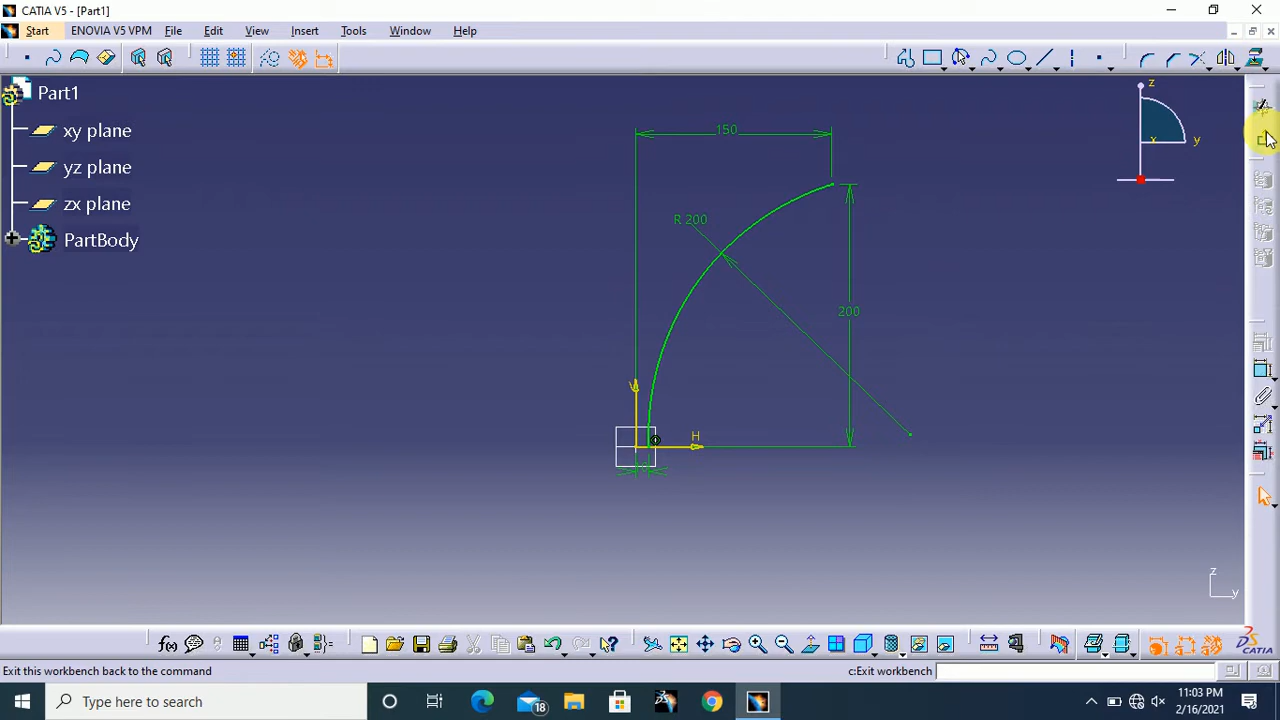 CATIA V5 - [Part1]
Start ENOVIA V5 VPM File Edit View Insert Tools Window Help
Part1
xy plane
yz plane
zx plane
PartBody
z
x
y
150
R 200
200
V
H
z
y
f(x)
CATIA
Exit this workbench back to the command
c:Exit workbench
Type here to search
18
11:03 PM
2/16/2021